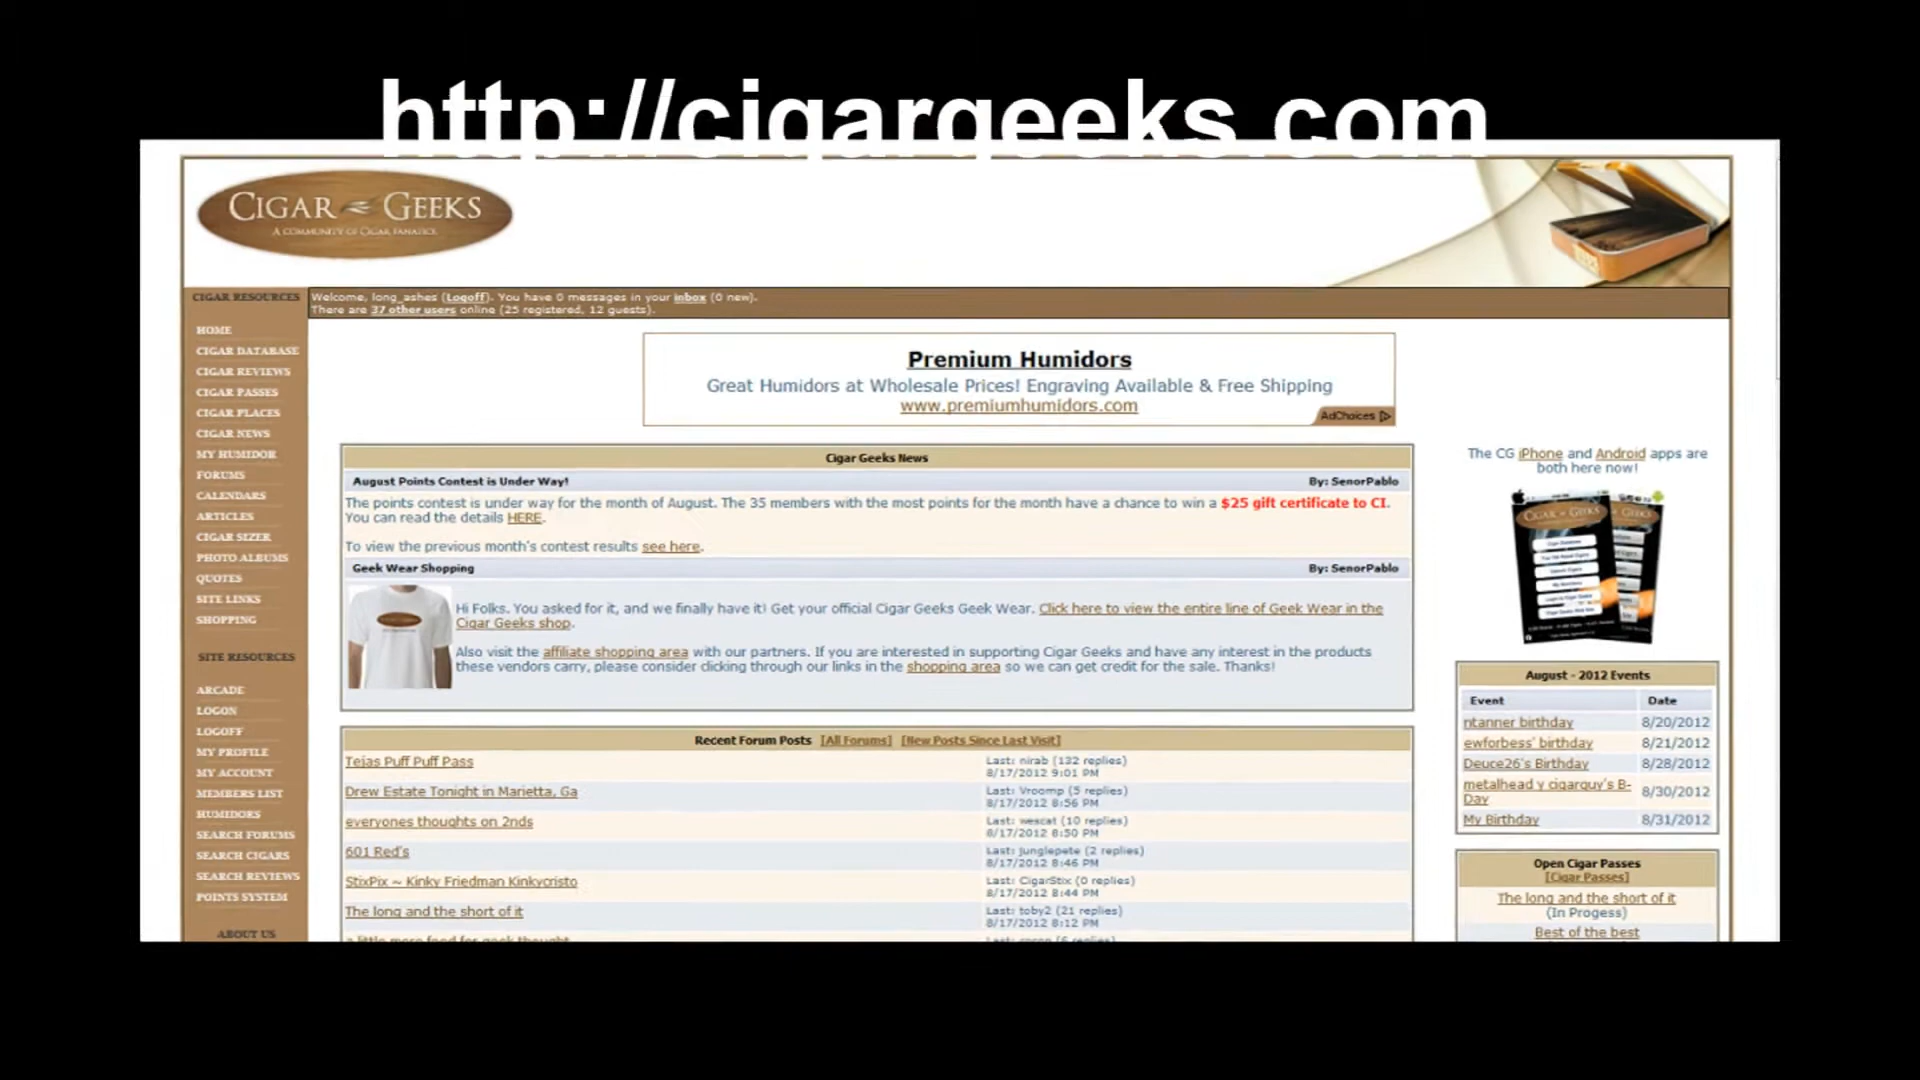 http://cigargeeks.com
CIGAR GEEKS
A COMMUNITY OF CIGAR FANATICS
CIGAR RESOURCES
HOME
CIGAR DATABASE
CIGAR REVIEWS
CIGAR PASSES
CIGAR PLACES
CIGAR NEWS
MY HUMIDOR
FORUMS
CALENDARS
ARTICLES
CIGAR SIZER
PHOTO ALBUMS
QUOTES
SITE LINKS
SHOPPING
SITE RESOURCES
ARCADE
LOGON
LOGOFF
MY PROFILE
MY ACCOUNT
MEMBERS LIST
HUMIDORS
SEARCH FORUMS
SEARCH CIGARS
SEARCH REVIEWS
POINTS SYSTEM
ABOUT US
Welcome, long_ashes (Logoff). You have 0 messages in your inbox (0 new).
There are 37 other users online (25 registered, 12 guests).
Premium Humidors
Great Humidors at Wholesale Prices! Engraving Available & Free Shipping
www.premiumhumidors.com
AdChoices
Cigar Geeks News
August Points Contest is Under Way! By: SenorPablo
The points contest is under way for the month of August. The 35 members with the most points for the month have a chance to win a $25 gift certificate to CI.
You can read the details HERE.
To view the previous month's contest results see here.
Geek Wear Shopping By: SenorPablo
Hi Folks. You asked for it, and we finally have it! Get your official Cigar Geeks Geek Wear. Click here to view the entire line of Geek Wear in the
Cigar Geeks shop.
Also visit the affiliate shopping area with our partners. If you are interested in supporting Cigar Geeks and have any interest in the products
these vendors carry, please consider clicking through our links in the shopping area so we can get credit for the sale. Thanks!
Recent Forum Posts [All Forums] [New Posts Since Last Visit]
Tejas Puff Puff Pass Last: nirab (132 replies)
8/17/2012 9:01 PM
Drew Estate Tonight in Marietta, Ga Last: Vroomp (5 replies)
8/17/2012 8:56 PM
everyones thoughts on 2nds Last: wescat (10 replies)
8/17/2012 8:50 PM
601 Red's Last: junglepete (2 replies)
8/17/2012 8:46 PM
StixPix ~ Kinky Friedman Kinkycristo Last: CigarStix (0 replies)
8/17/2012 8:44 PM
The long and the short of it Last: toby2 (21 replies)
8/17/2012 8:12 PM
a little more food for geek thought
The CG iPhone and Android apps are
both here now!
CIGAR GEEKS
August - 2012 Events
Event Date
ntanner birthday 8/20/2012
ewforbess' birthday 8/21/2012
Deuce26's Birthday 8/28/2012
metalhead y cigarguy's B-
Day 8/30/2012
My Birthday 8/31/2012
Open Cigar Passes
[Cigar Passes]
The long and the short of it
(In Progess)
Best of the best